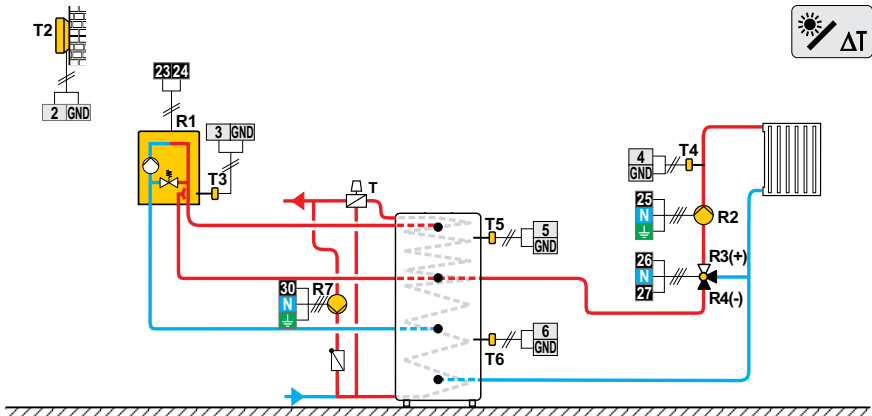 T2
ΔT
23 24
2 GND
R1
3 GND
T3
T
4
GND
T4
25
N
R2
T5
5
GND
26
N
27
R3(+)
R4(-)
30
N
R7
T6
6
GND